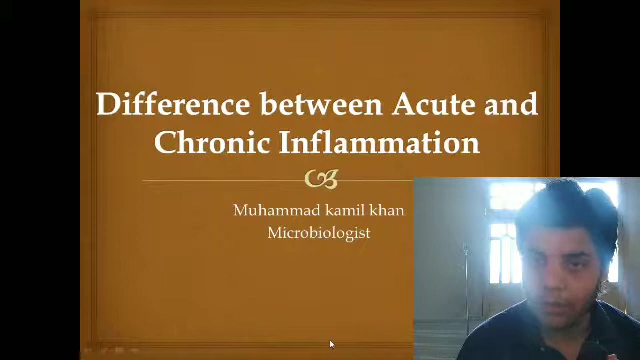 Difference between Acute and
Chronic Inflammation
Muhammad kamil khan
Microbiologist